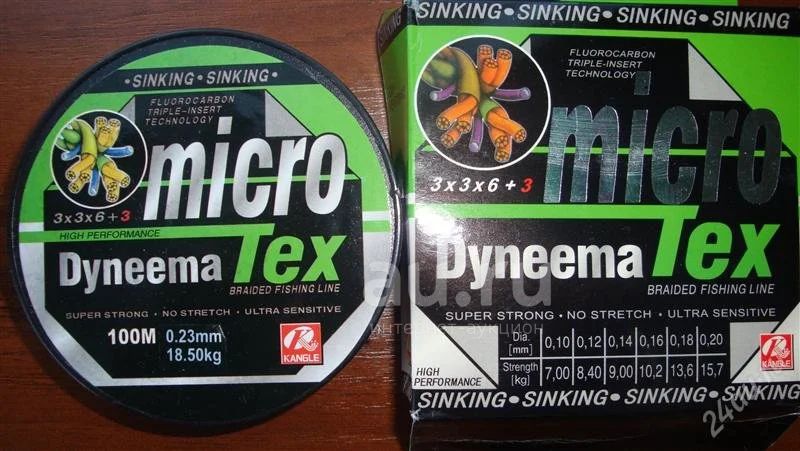 •SINKING•SINKING•
FLUOROCARBON
TRIPLE-INSERT
TECHNOLOGY
micro
3x3x6+3
HIGH PERFORMANCE
Dyneema Tex
BRAIDED FISHING LINE
SUPER STRONG • NO STRETCH • ULTRA SENSITIVE
100M 0.23mm
18.50kg
KANGLE
SINKING•SINKING•SINKING•SINKING
FLUOROCARBON
TRIPLE-INSERT
TECHNOLOGY
micro
3x3x6+3
Dyneema Tex
BRAIDED FISHING LINE
SUPER STRONG • NO STRETCH • ULTRA SENSITIVE
Dia. [mm] 0,10 0,12 0,14 0,16 0,18 0,20
Strength [kg] 7,00 8,40 9,00 10,2 13,6 15,7
HIGH
PERFORMANCE
KANGLE
SINKING•SINKING•SINKING•SINKING
au.ru
интернет-аукцион